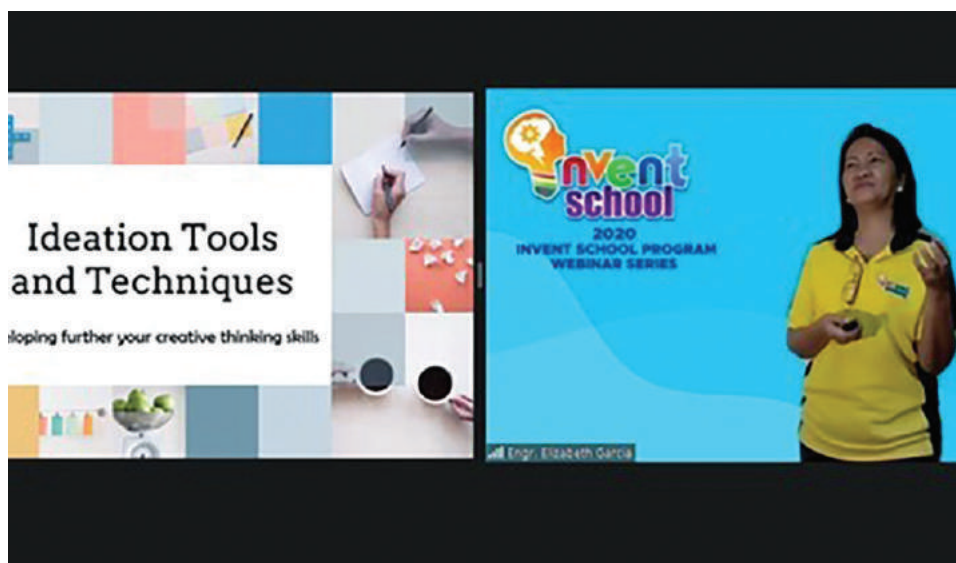 Ideation Tools
and Techniques
loping further your creative thinking skills
invent
school
2020
INVENT SCHOOL PROGRAM
WEBINAR SERIES
Engr. Elizabeth Garcia